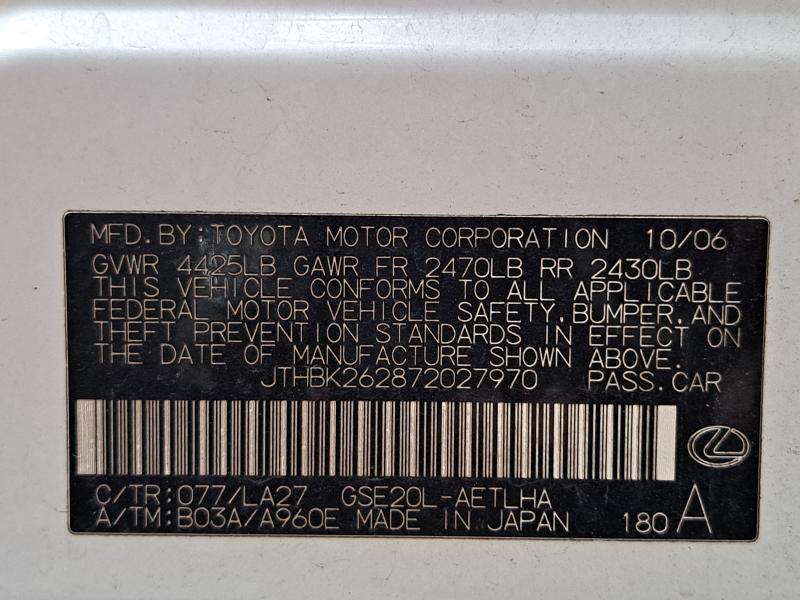 MFD. BY: TOYOTA MOTOR CORPORATION 10/06
GVWR 4425LB GAWR FR 2470LB RR 2430LB
THIS VEHICLE CONFORMS TO ALL APPLICABLE
FEDERAL MOTOR VEHICLE SAFETY, BUMPER, AND
THEFT PREVENTION STANDARDS IN EFFECT ON
THE DATE OF MANUFACTURE SHOWN ABOVE.
JTHBK262872027970 PASS. CAR
C/TR: 077/LA27 GSE20L-AETLHA
A/TM: B03A/A960E MADE IN JAPAN 180 A